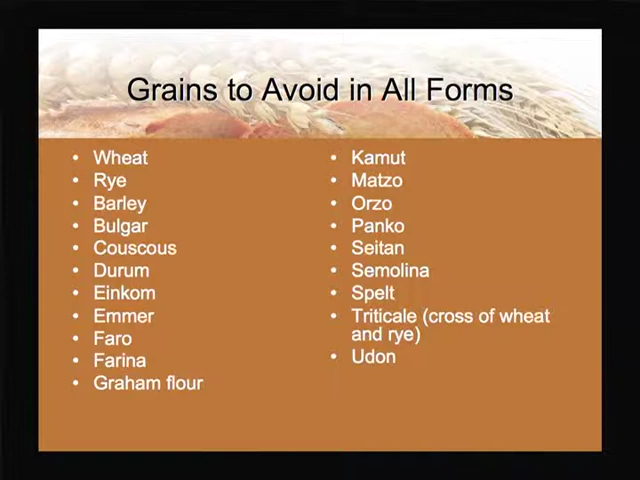 Grains to Avoid in All Forms
• Wheat
• Rye
• Barley
• Bulgar
• Couscous
• Durum
• Einkom
• Emmer
• Faro
• Farina
• Graham flour
• Kamut
• Matzo
• Orzo
• Panko
• Seitan
• Semolina
• Spelt
• Triticale (cross of wheat
and rye)
• Udon